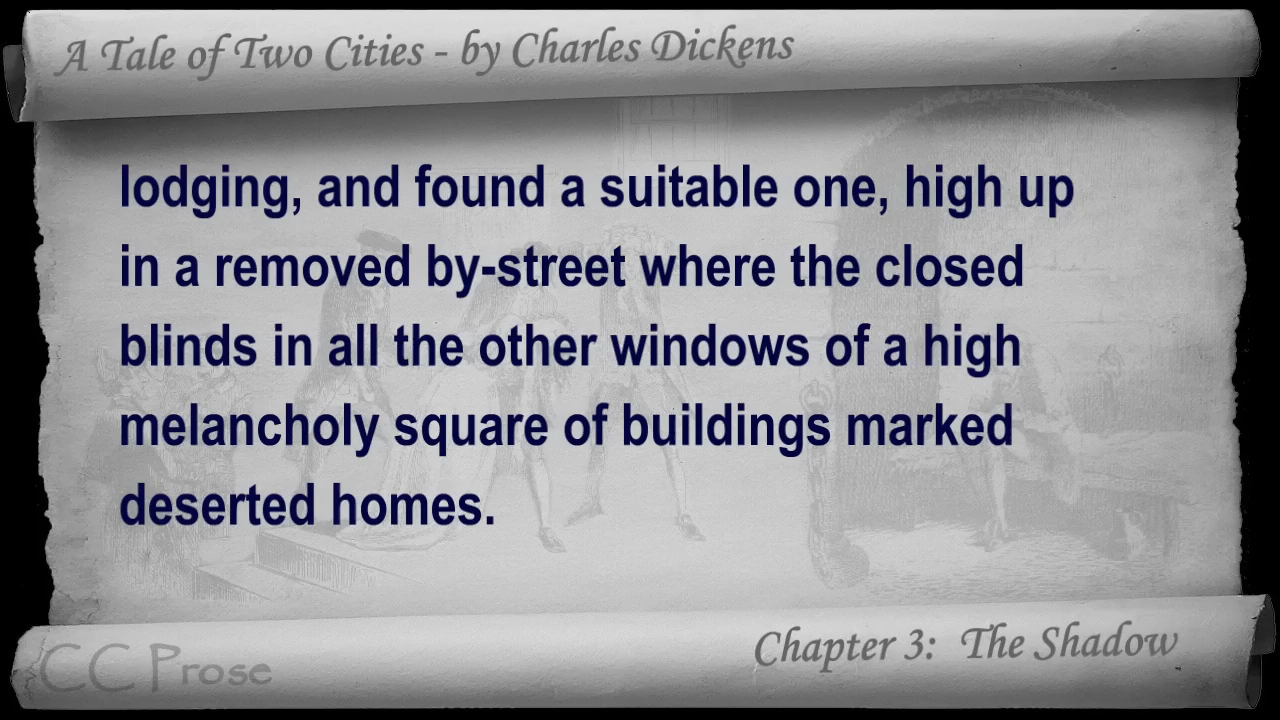 A Tale of Two Cities - by Charles Dickens
lodging, and found a suitable one, high up
in a removed by-street where the closed
blinds in all the other windows of a high
melancholy square of buildings marked
deserted homes.
CC Prose
Chapter 3: The Shadow